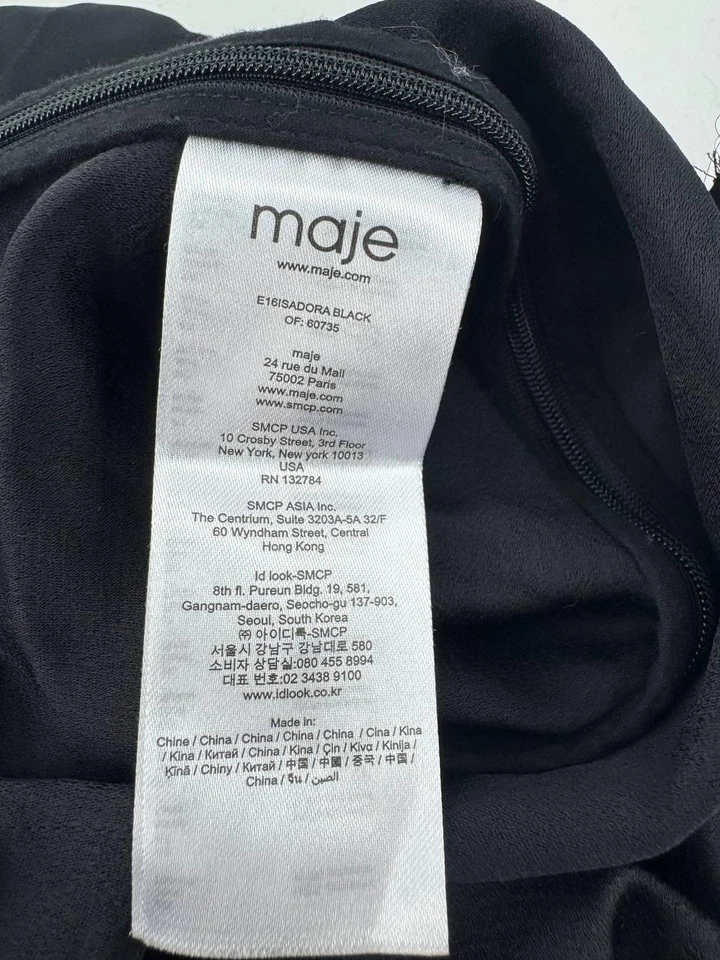 maje
www.maje.com
E16ISADORA BLACK
OF: 60735
maje
24 rue du Mail
75002 Paris
www.maje.com
www.smcp.com
SMCP USA Inc.
10 Crosby Street, 3rd Floor
New York, New york 10013
USA
RN 132784
SMCP ASIA Inc.
The Centrium, Suite 3203A-5A 32/F
60 Wyndham Street, Central
Hong Kong
Id look-SMCP
8th fl. Pureun Bldg. 19, 581,
Gangnam-daero, Seocho-gu 137-903,
Seoul, South Korea
㈜ 아이디룩-SMCP
서울시 강남구 강남대로 580
소비자 상담실:080 455 8994
대표 번호:02 3438 9100
www.idlook.co.kr
Made in:
Chine / China / China / China / China / Cina / Kina
/ Kina / Китай / China / Kina / Çin / Κίνα / Kinija /
Ķīnā / Chiny / Китай / 中国 / 中國 / 중국 / 中国 /
China / จีน / الصين